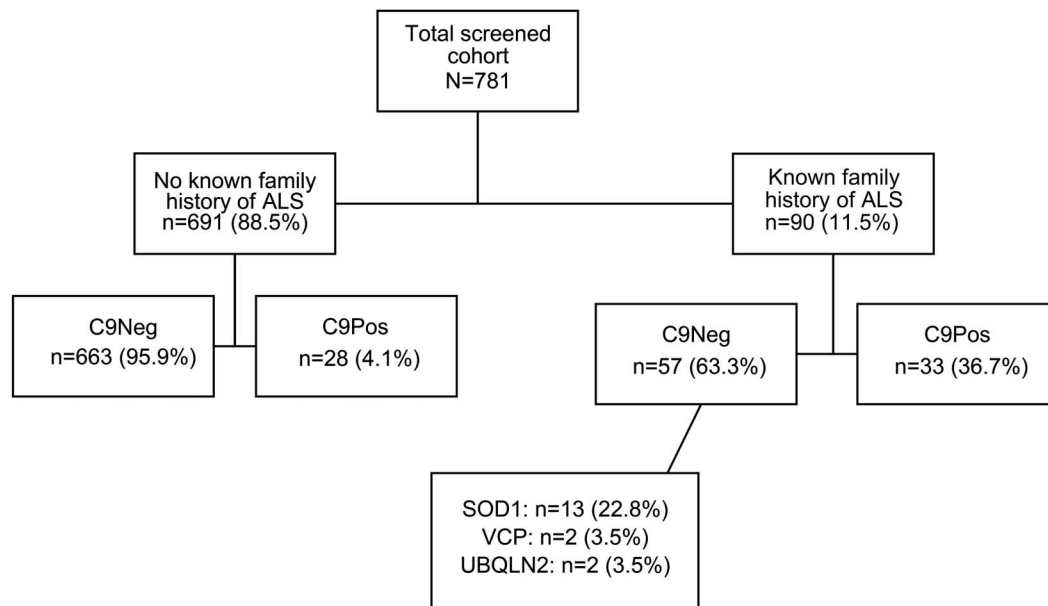 Total screened
cohort
N=781
No known family
history of ALS
n=691 (88.5%)
Known family
history of ALS
n=90 (11.5%)
C9Neg
n=663 (95.9%)
C9Pos
n=28 (4.1%)
C9Neg
n=57 (63.3%)
C9Pos
n=33 (36.7%)
SOD1: n=13 (22.8%)
VCP: n=2 (3.5%)
UBQLN2: n=2 (3.5%)